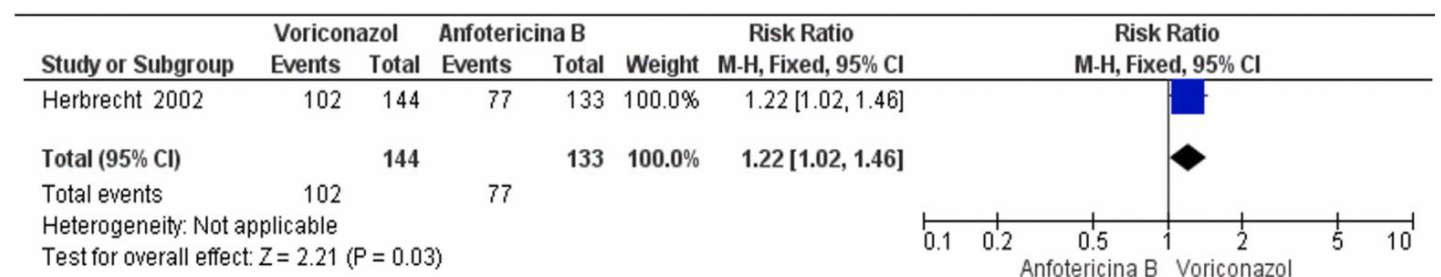 Voriconazol Anfotericina B Risk Ratio Risk Ratio
Study or Subgroup Events Total Events Total Weight M-H, Fixed, 95% CI M-H, Fixed, 95% CI
Herbrecht 2002 102 144 77 133 100.0% 1.22 [1.02, 1.46]
Total (95% CI) 144 133 100.0% 1.22 [1.02, 1.46]
Total events 102 77
Heterogeneity: Not applicable
Test for overall effect: Z = 2.21 (P = 0.03)
0.1 0.2 0.5 1 2 5 10
Anfotericina B Voriconazol